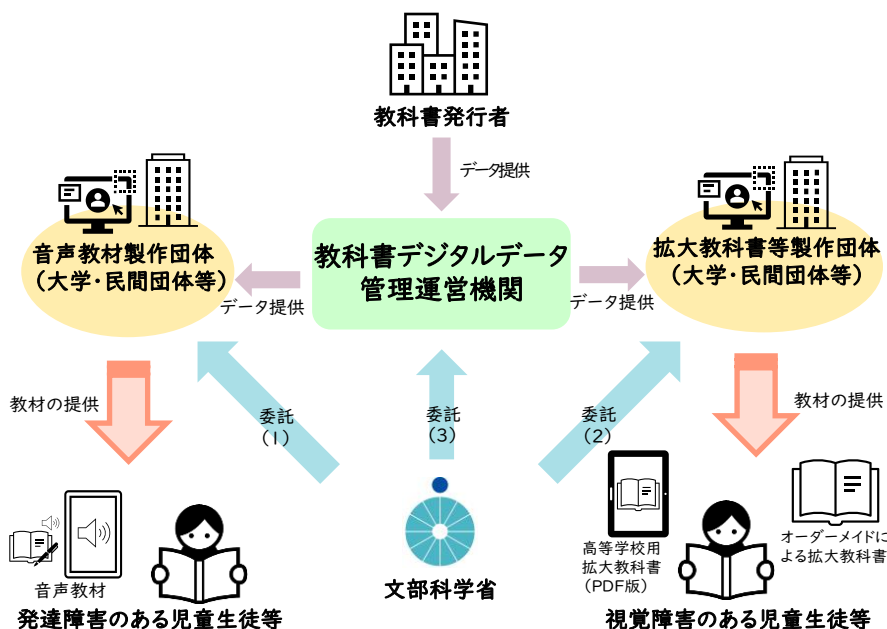 教科書発行者
データ提供
音声教材製作団体
（大学・民間団体等）
教科書デジタルデータ
管理運営機関
拡大教科書等製作団体
（大学・民間団体等）
データ提供
データ提供
教材の提供
委託
(1)
委託
(3)
委託
(2)
教材の提供
音声教材
発達障害のある児童生徒等
文部科学省
高等学校用
拡大教科書
(PDF版)
オーダーメイドに
よる拡大教科書
視覚障害のある児童生徒等